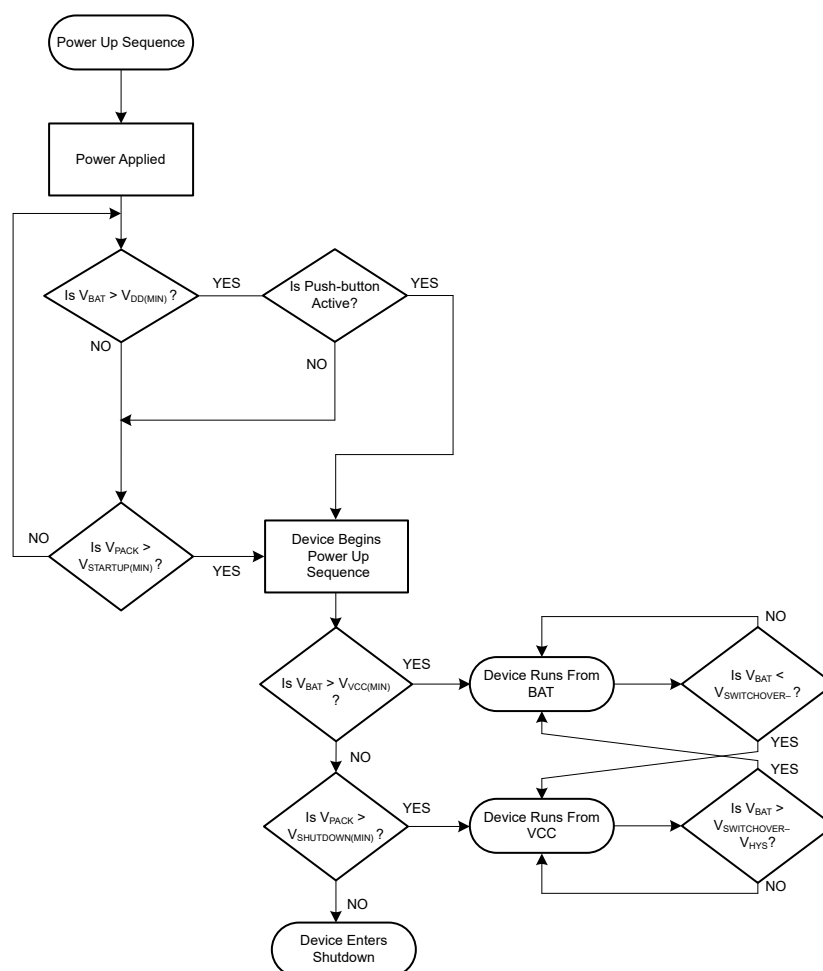 Power Up Sequence
Power Applied
Is VBAT > VDD(MIN) ?
YES
Is Push-button
Active?
YES
NO
NO
Is VPACK >
VSTARTUP(MIN) ?
NO
YES
Device Begins
Power Up
Sequence
Is VBAT > VVCC(MIN)
?
YES
Device Runs From
BAT
NO
Is VBAT <
VSWITCHOVER– ?
YES
NO
Is VPACK >
VSHUTDOWN(MIN) ?
YES
Device Runs From
VCC
YES
Is VBAT >
VSWITCHOVER–
VHYS?
NO
NO
Device Enters
Shutdown